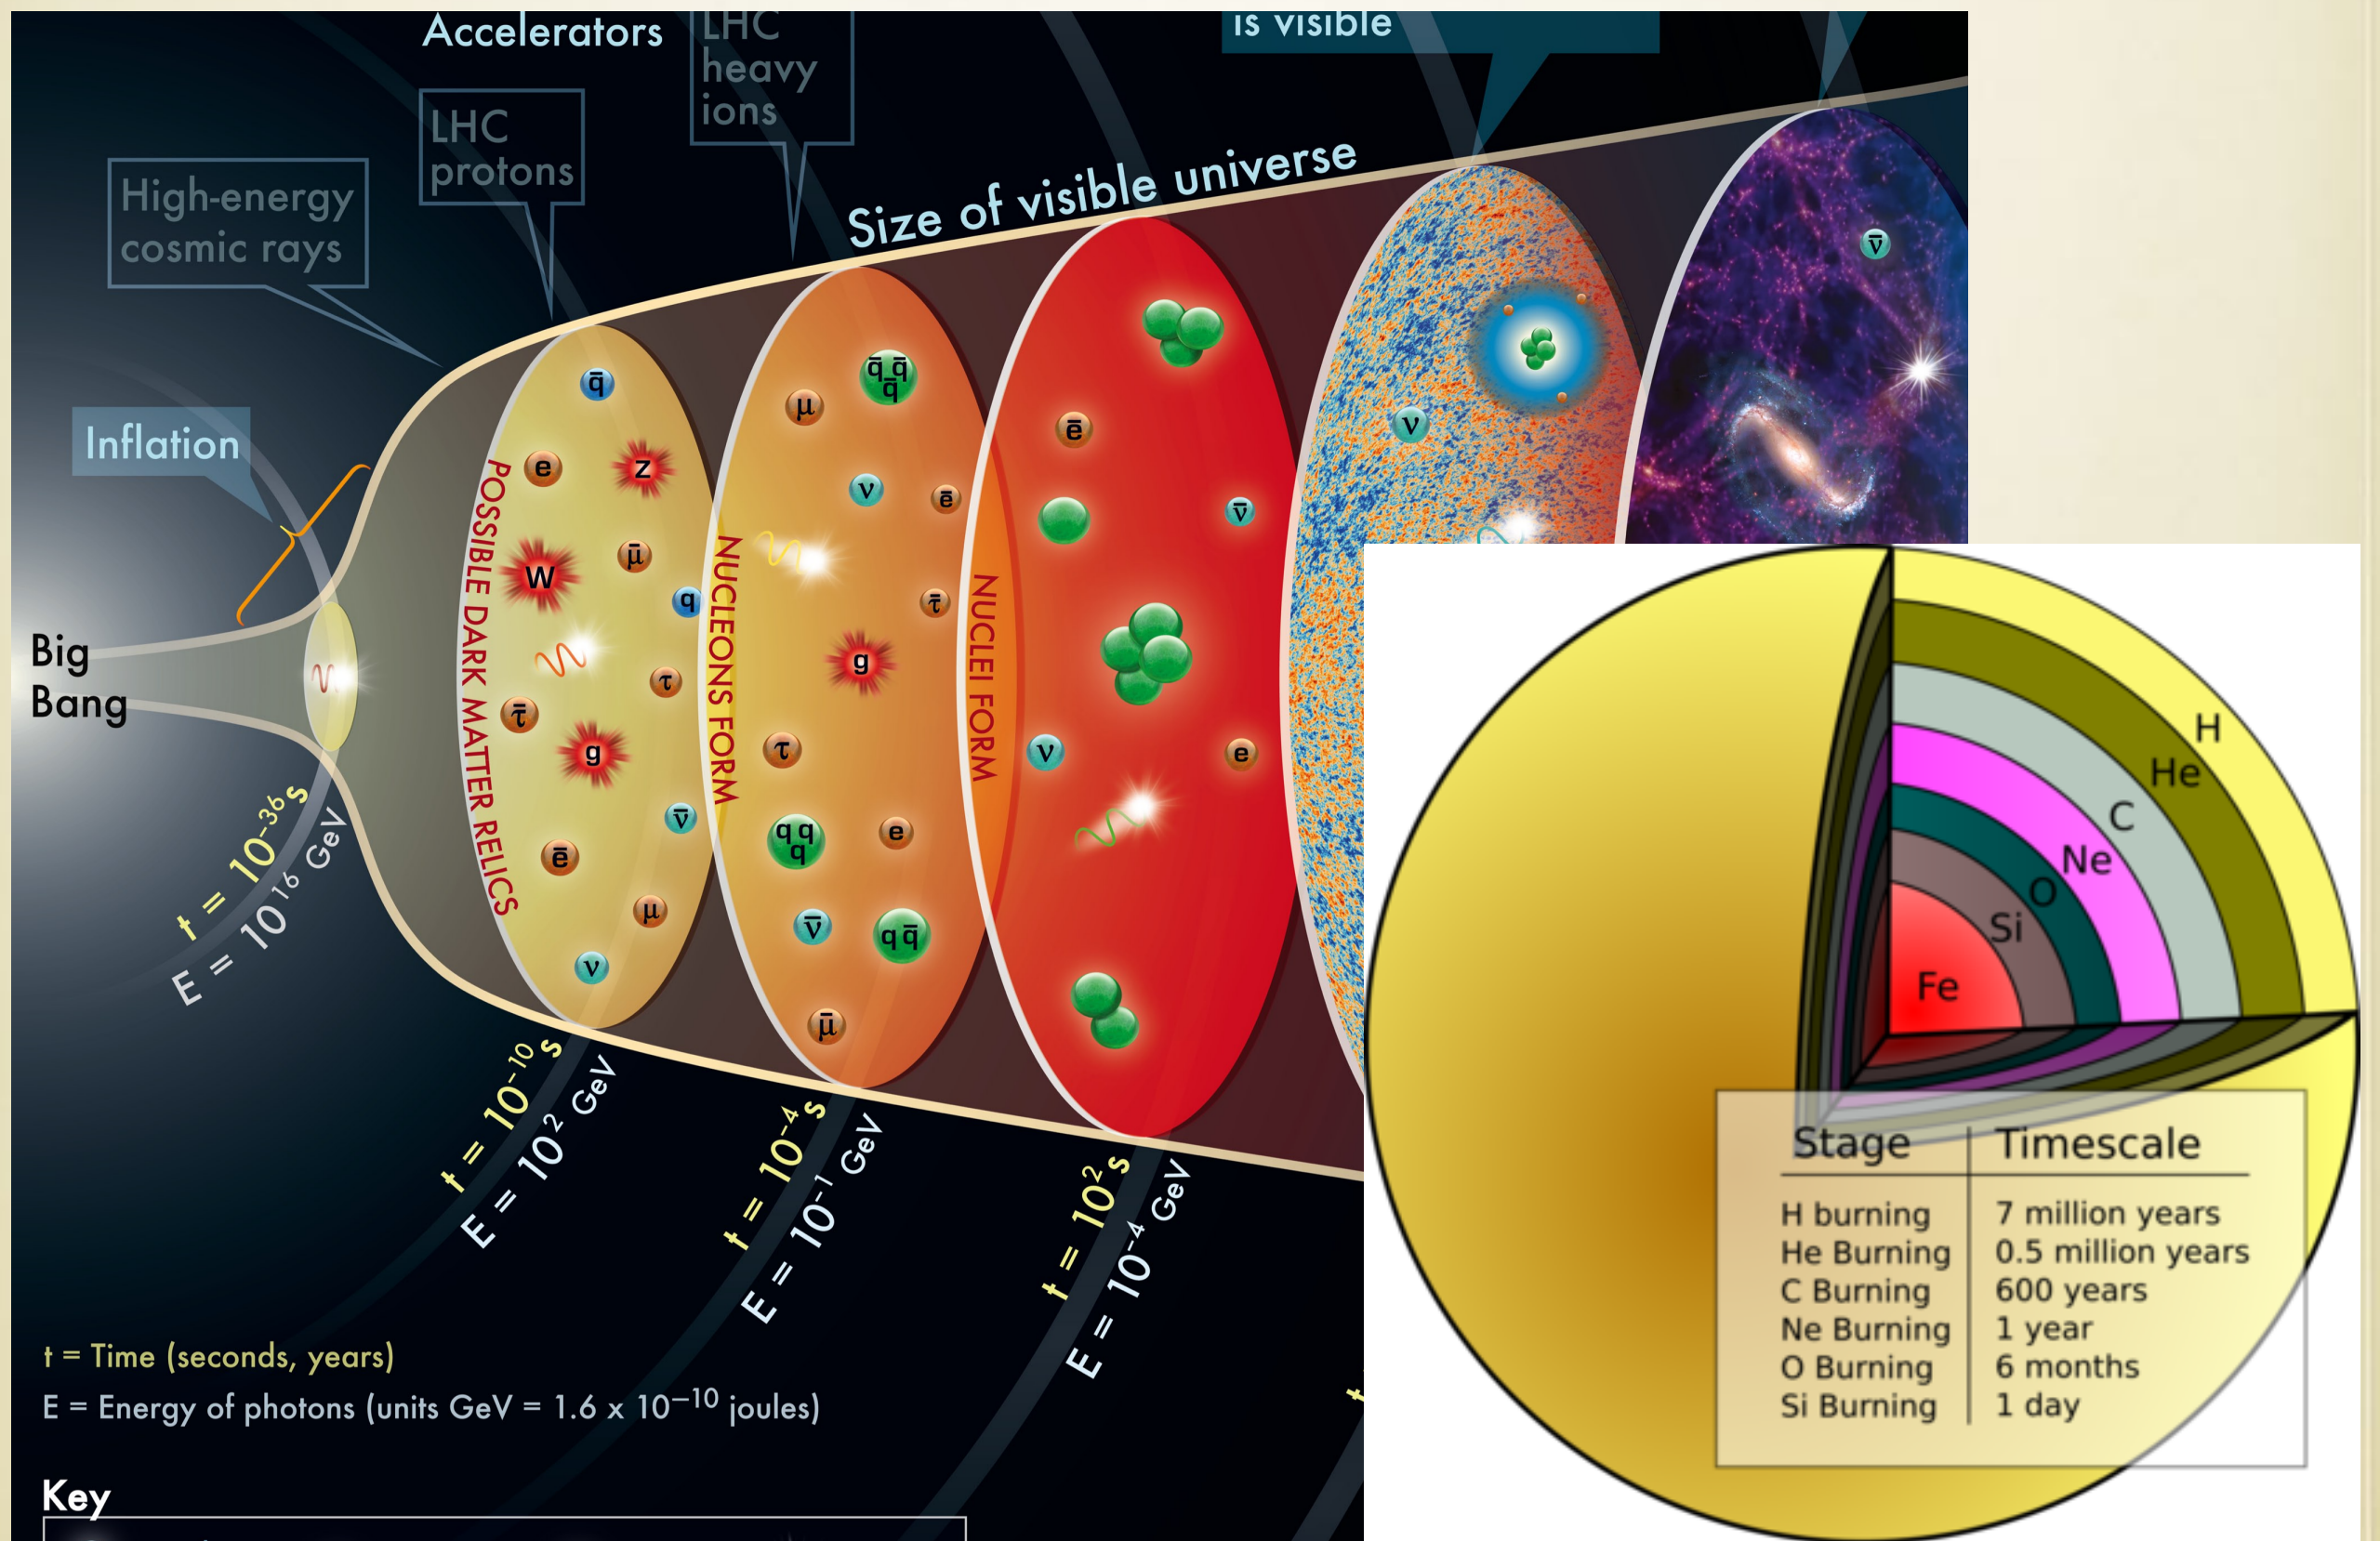 Accelerators
LHC
heavy
ions
is visible
LHC
protons
High-energy
cosmic rays
Size of visible universe
Inflation
Big
Bang
POSSIBLE DARK MATTER RELICS
NUCLEONS FORM
NUCLEI FORM
q̄
e
Z
W
μ̄
q
τ
τ̄
g
ν̄
ē
μ
ν
μ
q̄ q̄
q̄
ν
ē
τ̄
g
τ
q q
q
e
ν̄
q q̄
μ̄
ē
ν̄
ν
e
ν
ν̄
t = 10⁻³⁶ s
E = 10¹⁶ GeV
t = 10⁻¹⁰ s
E = 10² GeV
t = 10⁻⁴ s
E = 10⁻¹ GeV
t = 10² s
E = 10⁻⁴ GeV
t
t = Time (seconds, years)
E = Energy of photons (units GeV = 1.6 x 10⁻¹⁰ joules)
Key
H
He
C
Ne
O
Si
Fe
Stage Timescale
H burning 7 million years
He Burning 0.5 million years
C Burning 600 years
Ne Burning 1 year
O Burning 6 months
Si Burning 1 day